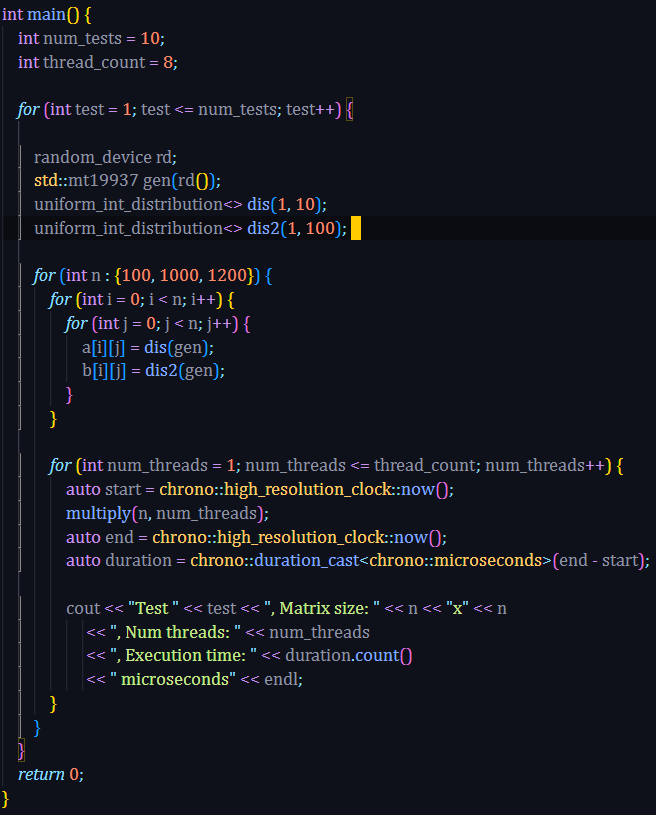 int main() {
int num_tests = 10;
int thread_count = 8;
for (int test = 1; test <= num_tests; test++) {
random_device rd;
std::mt19937 gen(rd());
uniform_int_distribution<> dis(1, 10);
uniform_int_distribution<> dis2(1, 100);
for (int n : {100, 1000, 1200}) {
for (int i = 0; i < n; i++) {
for (int j = 0; j < n; j++) {
a[i][j] = dis(gen);
b[i][j] = dis2(gen);
}
}
for (int num_threads = 1; num_threads <= thread_count; num_threads++) {
auto start = chrono::high_resolution_clock::now();
multiply(n, num_threads);
auto end = chrono::high_resolution_clock::now();
auto duration = chrono::duration_cast<chrono::microseconds>(end - start);
cout << "Test " << test << ", Matrix size: " << n << "x" << n
<< ", Num threads: " << num_threads
<< ", Execution time: " << duration.count()
<< " microseconds" << endl;
}
}
}
return 0;
}